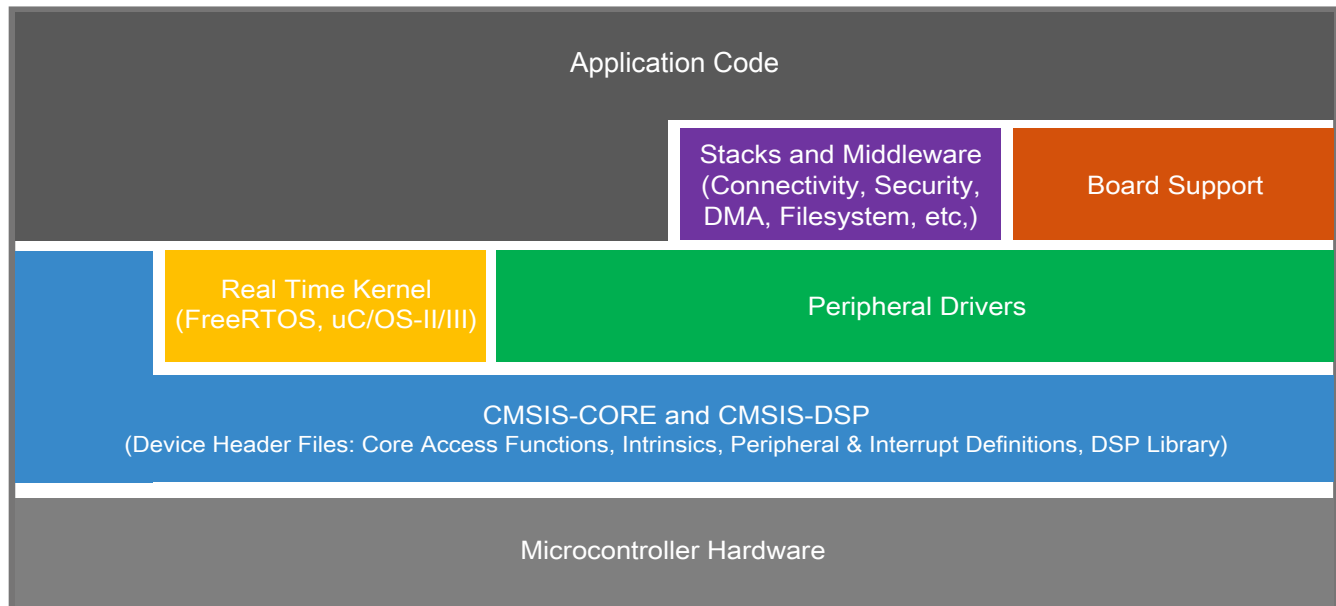 Application Code
Stacks and Middleware
(Connectivity, Security,
DMA, Filesystem, etc,)
Board Support
Real Time Kernel
(FreeRTOS, uC/OS-II/III)
Peripheral Drivers
CMSIS-CORE and CMSIS-DSP
(Device Header Files: Core Access Functions, Intrinsics, Peripheral & Interrupt Definitions, DSP Library)
Microcontroller Hardware